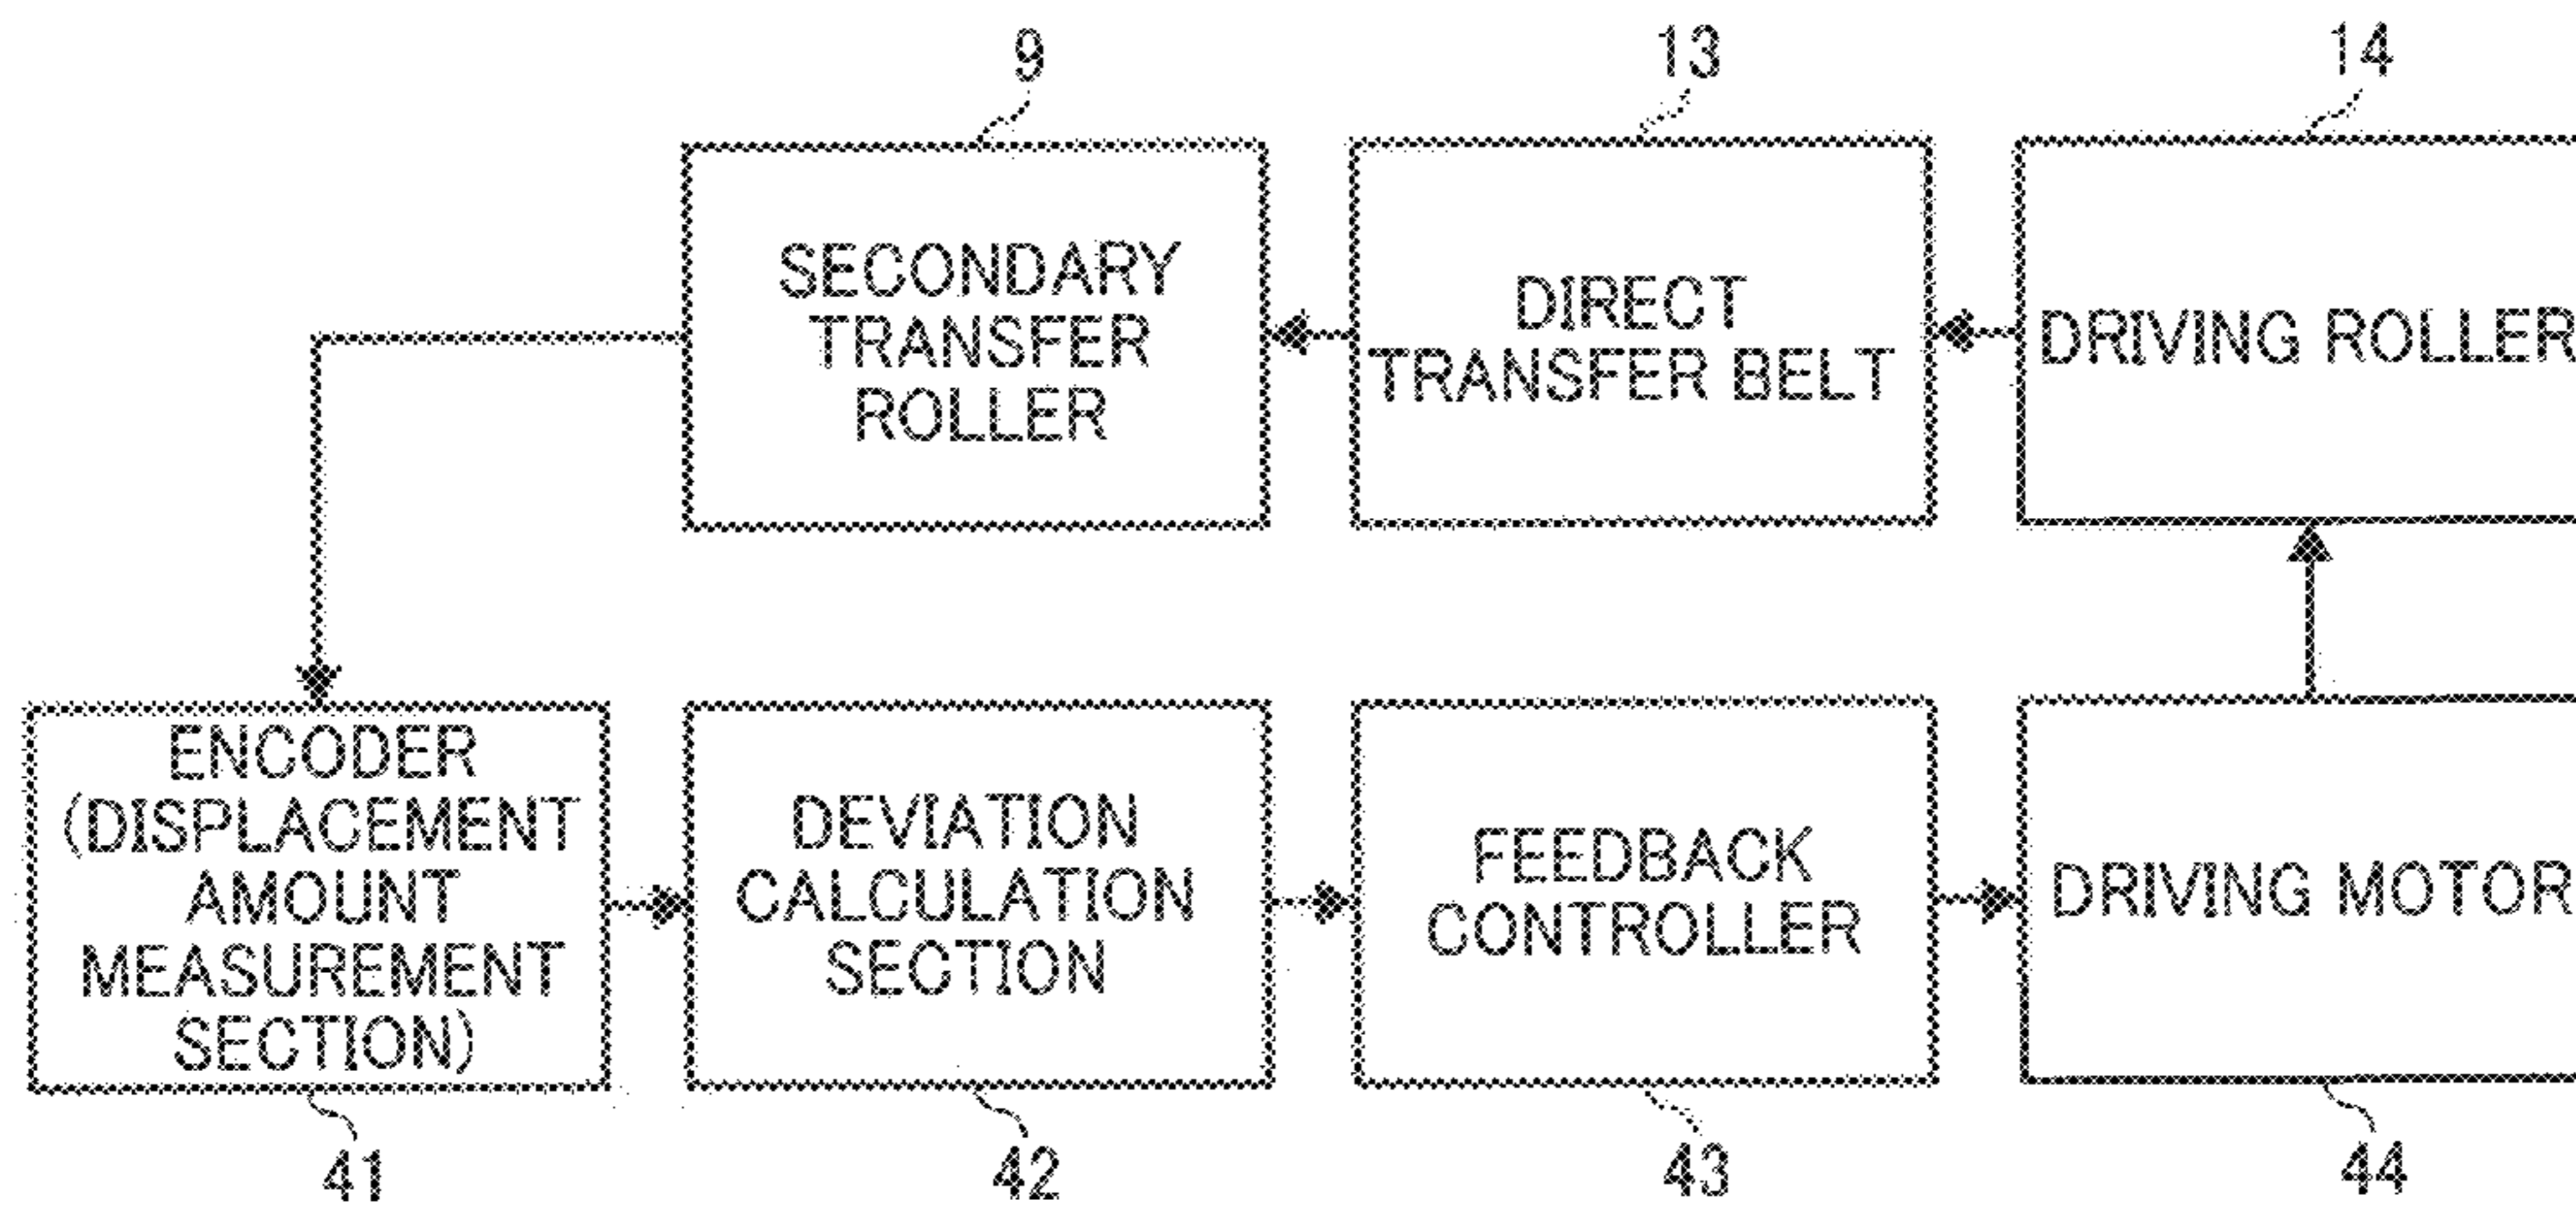 9
13
14
SECONDARY
TRANSFER
ROLLER
DIRECT
TRANSFER BELT
DRIVING ROLLER
ENCODER
(DISPLACEMENT
AMOUNT
MEASUREMENT
SECTION)
DEVIATION
CALCULATION
SECTION
FEEDBACK
CONTROLLER
DRIVING MOTOR
41
42
43
44